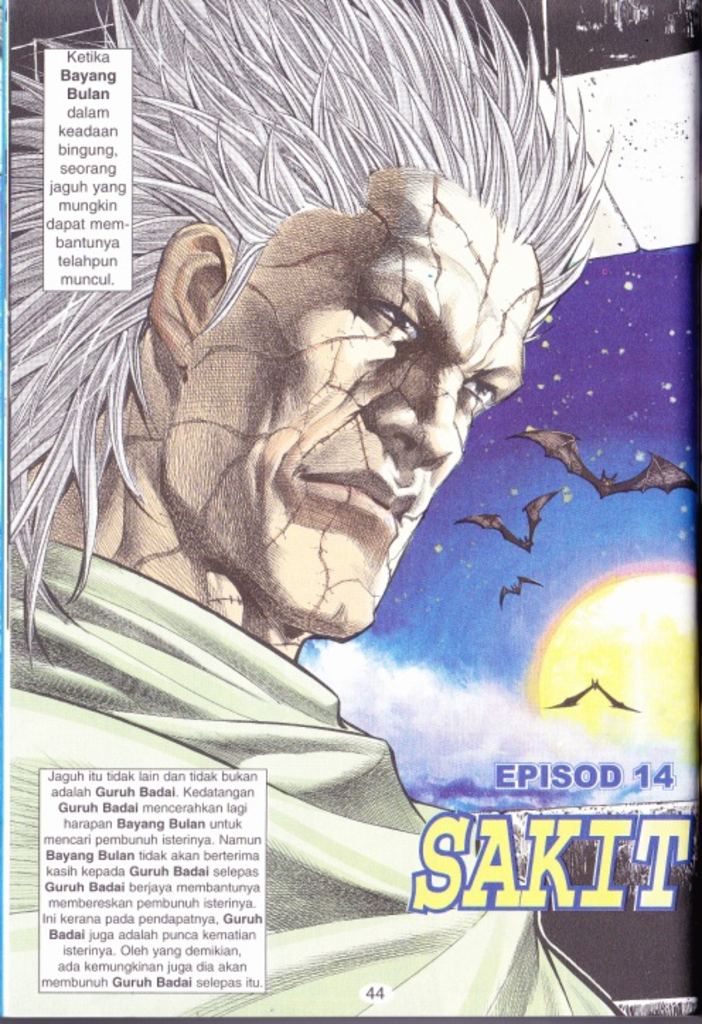 Ketika
Bayang
Bulan
dalam
keadaan
bingung,
seorang
jaguh yang
mungkin
dapat mem-
bantunya
telahpun
muncul.
Jaguh itu tidak lain dan tidak bukan
adalah Guruh Badai. Kedatangan
Guruh Badai mencerahkan lagi
harapan Bayang Bulan untuk
mencari pembunuh isterinya. Namun
Bayang Bulan tidak akan berterima
kasih kepada Guruh Badai selepas
Guruh Badai berjaya membantunya
membereskan pembunuh isterinya.
Ini kerana pada pendapatnya, Guruh
Badai juga adalah punca kematian
isterinya. Oleh yang demikian,
ada kemungkinan juga dia akan
membunuh Guruh Badai selepas itu.
EPISOD 14
SAKIT
44